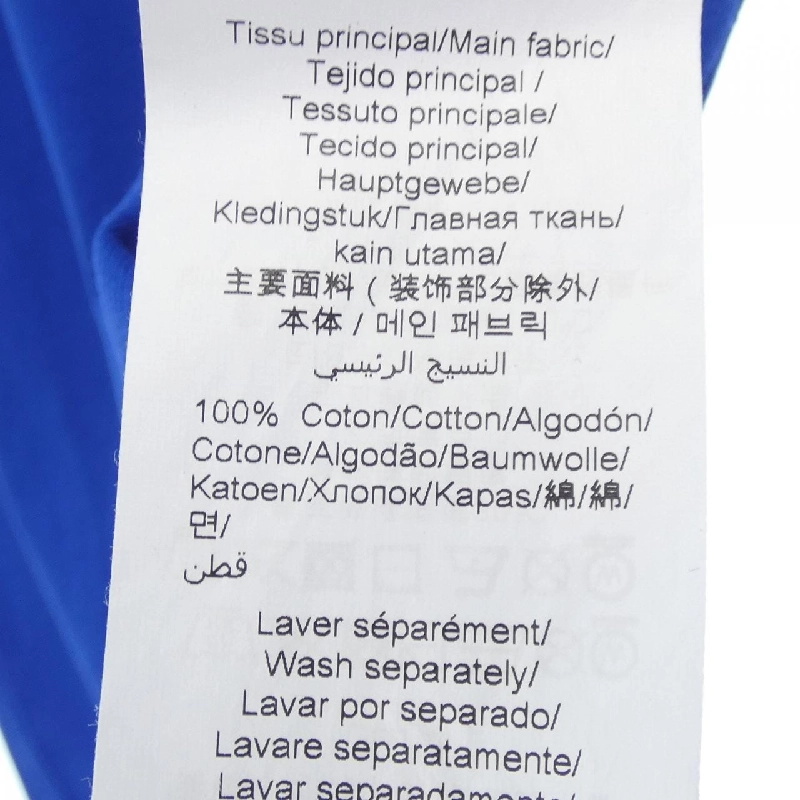 Tissu principal/Main fabric/
Tejido principal /
Tessuto principale/
Tecido principal/
Hauptgewebe/
Kledingstuk/Главная ткань/
kain utama/
主要面料 ( 装饰部分除外/
本体 / 메인 패브릭
النسيج الرئيسي
100% Coton/Cotton/Algodón/
Cotone/Algodão/Baumwolle/
Katoen/Хлопок/Kapas/綿/綿/
면/
قطن
Laver séparément/
Wash separately/
Lavar por separado/
Lavare separatamente/
Lavar separadamente/